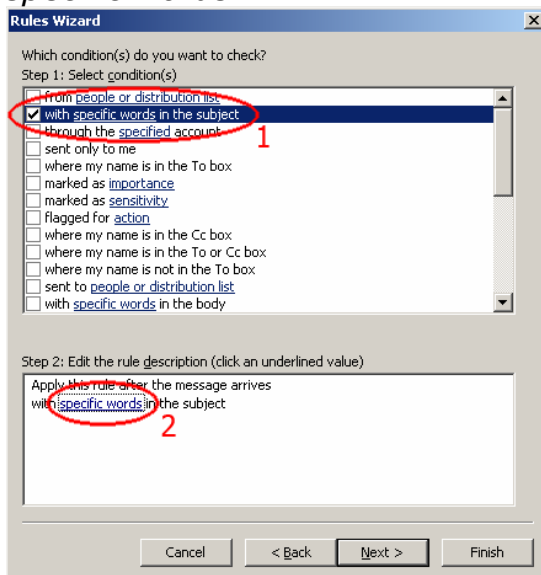 Rules Wizard
Which condition(s) do you want to check?
Step 1: Select condition(s)
from people or distribution list
with specific words in the subject
1
through the specified account
sent only to me
where my name is in the To box
marked as importance
marked as sensitivity
flagged for action
where my name is in the Cc box
where my name is in the To or Cc box
where my name is not in the To box
sent to people or distribution list
with specific words in the body
Step 2: Edit the rule description (click an underlined value)
Apply this rule after the message arrives
with specific words in the subject
2
Cancel
< Back
Next >
Finish